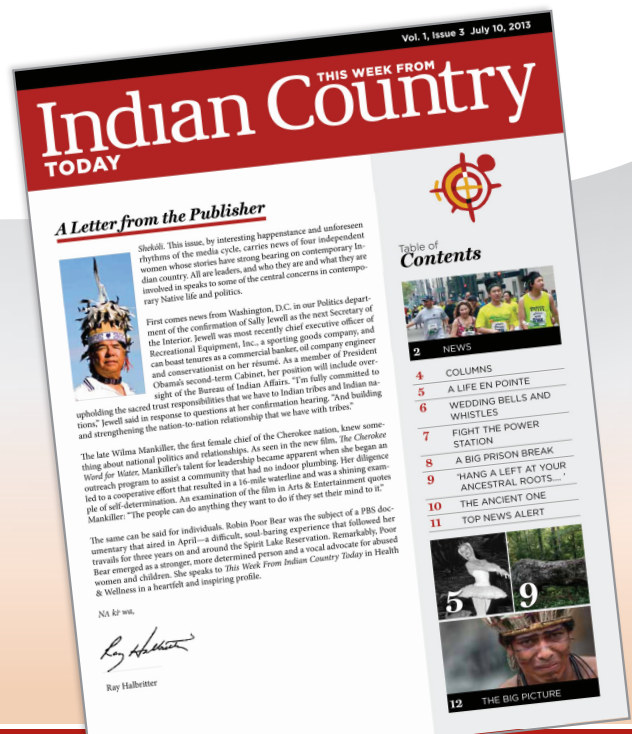 Vol. 1, Issue 3 July 10, 2013
THIS WEEK FROM
Indian Country
TODAY
A Letter from the Publisher
Shekóli. This issue, by interesting happenstance and unforeseen
rhythms of the media cycle, carries news of four independent
women whose stories have strong bearing on contemporary In-
dian country. All are leaders, and who they are and what they are
involved in speaks to some of the central concerns in contempo-
rary Native life and politics.
First comes news from Washington, D.C. in our Politics depart-
ment of the confirmation of Sally Jewell as the next Secretary of
the Interior. Jewell was most recently chief executive officer of
Recreational Equipment, Inc., a sporting goods company, and
can boast tenures as a commercial banker, oil company engineer
and conservationist on her résumé. As a member of President
Obama's second-term Cabinet, her position will include over-
sight of the Bureau of Indian Affairs. "I'm fully committed to
upholding the sacred trust responsibilities that we have to Indian tribes and Indian na-
tions," Jewell said in response to questions at her confirmation hearing. "And building
and strengthening the nation-to-nation relationship that we have with tribes."
The late Wilma Mankiller, the first female chief of the Cherokee nation, knew some-
thing about national politics and relationships. As seen in the new film, The Cherokee
Word for Water, Mankiller's talent for leadership became apparent when she began an
outreach program to assist a community that had no indoor plumbing. Her diligence
led to a cooperative effort that resulted in a 16-mile waterline and was a shining exam-
ple of self-determination. An examination of the film in Arts & Entertainment quotes
Mankiller: "The people can do anything they want to do if they set their mind to it."
The same can be said for individuals. Robin Poor Bear was the subject of a PBS doc-
umentary that aired in April—a difficult, soul-baring experience that followed her
travails for three years on and around the Spirit Lake Reservation. Remarkably, Poor
Bear emerged as a stronger, more determined person and a vocal advocate for abused
women and children. She speaks to This Week From Indian Country Today in Health
& Wellness in a heartfelt and inspiring profile.
NΛ ki' wa,
Ray Halbritter
Ray Halbritter
Table of
Contents
2 NEWS
4 COLUMNS
5 A LIFE EN POINTE
6 WEDDING BELLS AND
WHISTLES
7 FIGHT THE POWER
STATION
8 A BIG PRISON BREAK
9 'HANG A LEFT AT YOUR
ANCESTRAL ROOTS.... '
10 THE ANCIENT ONE
11 TOP NEWS ALERT
5
9
12 THE BIG PICTURE